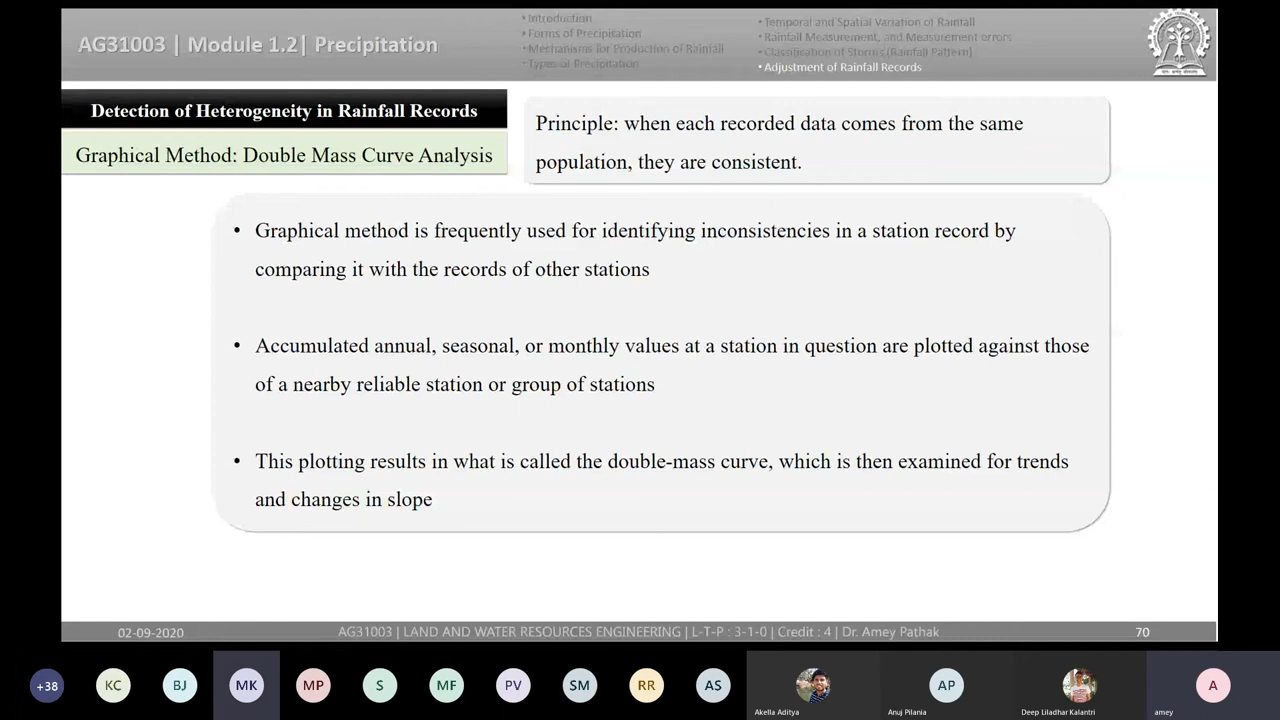 AG31003 | Module 1.2| Precipitation
• Introduction
• Forms of Precipitation
• Mechanisms for Production of Rainfall
• Types of Precipitation
• Temporal and Spatial Variation of Rainfall
• Rainfall Measurement, and Measurement errors
• Classification of Storms (Rainfall Pattern)
• Adjustment of Rainfall Records
Detection of Heterogeneity in Rainfall Records
Graphical Method: Double Mass Curve Analysis
Principle: when each recorded data comes from the same
population, they are consistent.
• Graphical method is frequently used for identifying inconsistencies in a station record by
comparing it with the records of other stations
• Accumulated annual, seasonal, or monthly values at a station in question are plotted against those
of a nearby reliable station or group of stations
• This plotting results in what is called the double-mass curve, which is then examined for trends
and changes in slope
02-09-2020
AG31003 | LAND AND WATER RESOURCES ENGINEERING | L-T-P : 3-1-0 | Credit : 4 | Dr. Amey Pathak
70
+38
KC
BJ
MK
MP
S
MF
PV
SM
RR
AS
Akella Aditya
AP
Anuj Pilania
Deep Liladhar Kalantri
A
amey